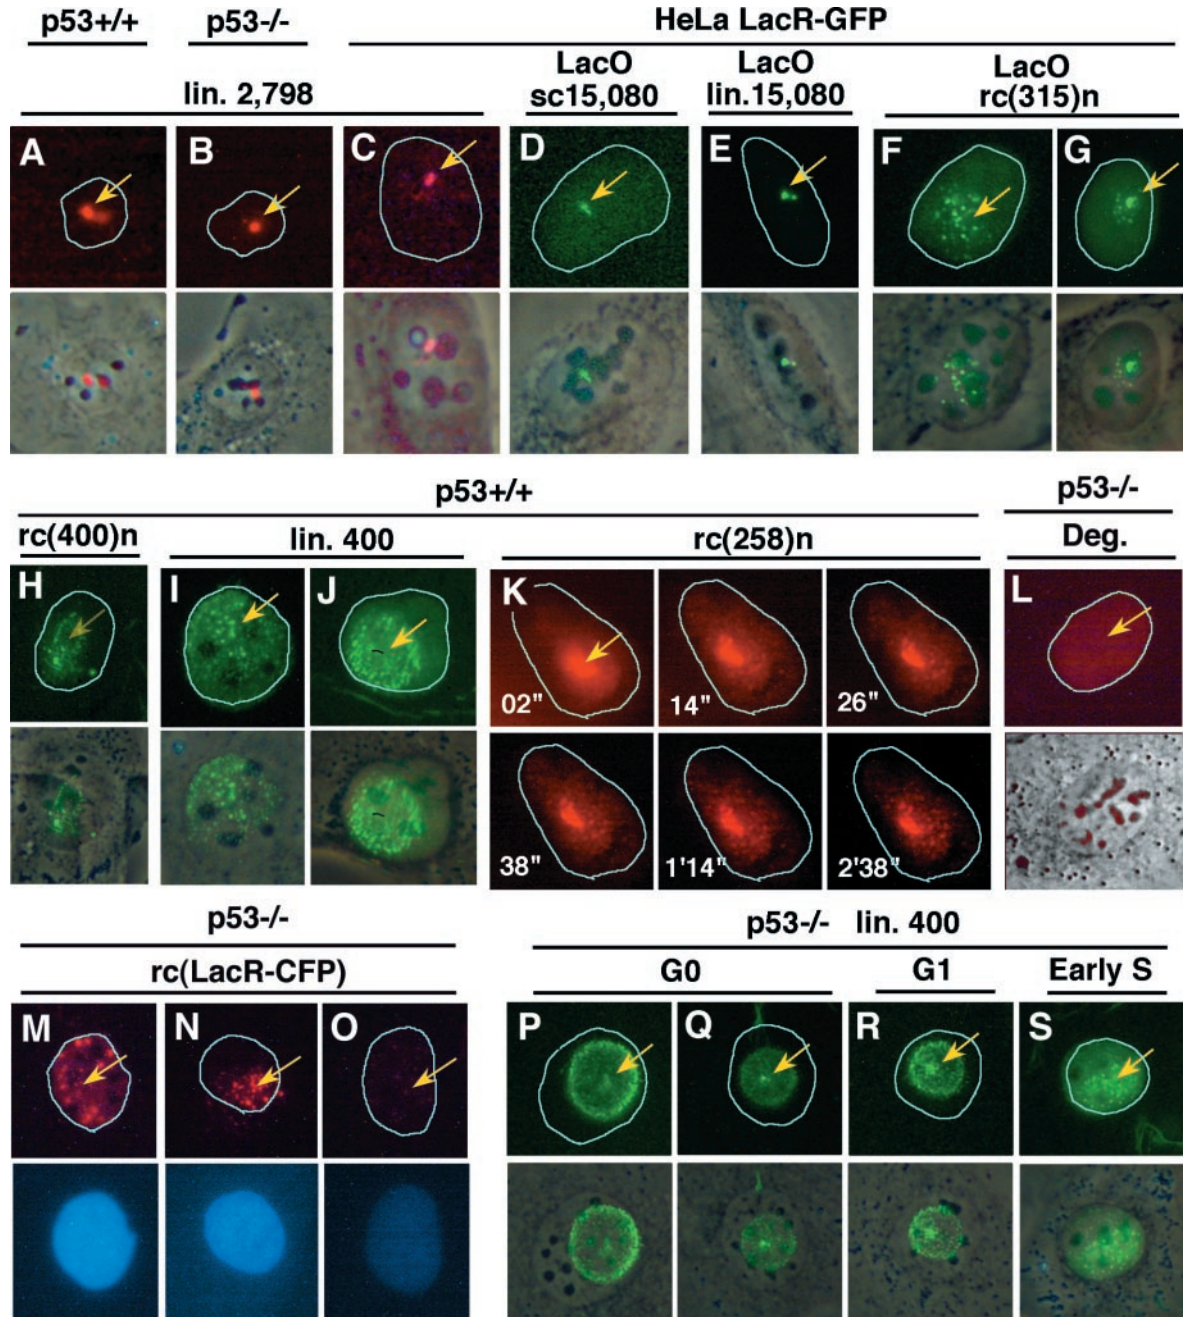 p53+/+ p53-/- HeLa LacR-GFP
lin. 2,798 LacO sc15,080 LacO lin.15,080 LacO rc(315)n
A B C D E F G
p53+/+ p53-/-
rc(400)n lin. 400 rc(258)n Deg.
H I J K L
02" 14" 26"
38" 1'14" 2'38"
p53-/- p53-/- lin. 400
rc(LacR-CFP) G0 G1 Early S
M N O P Q R S